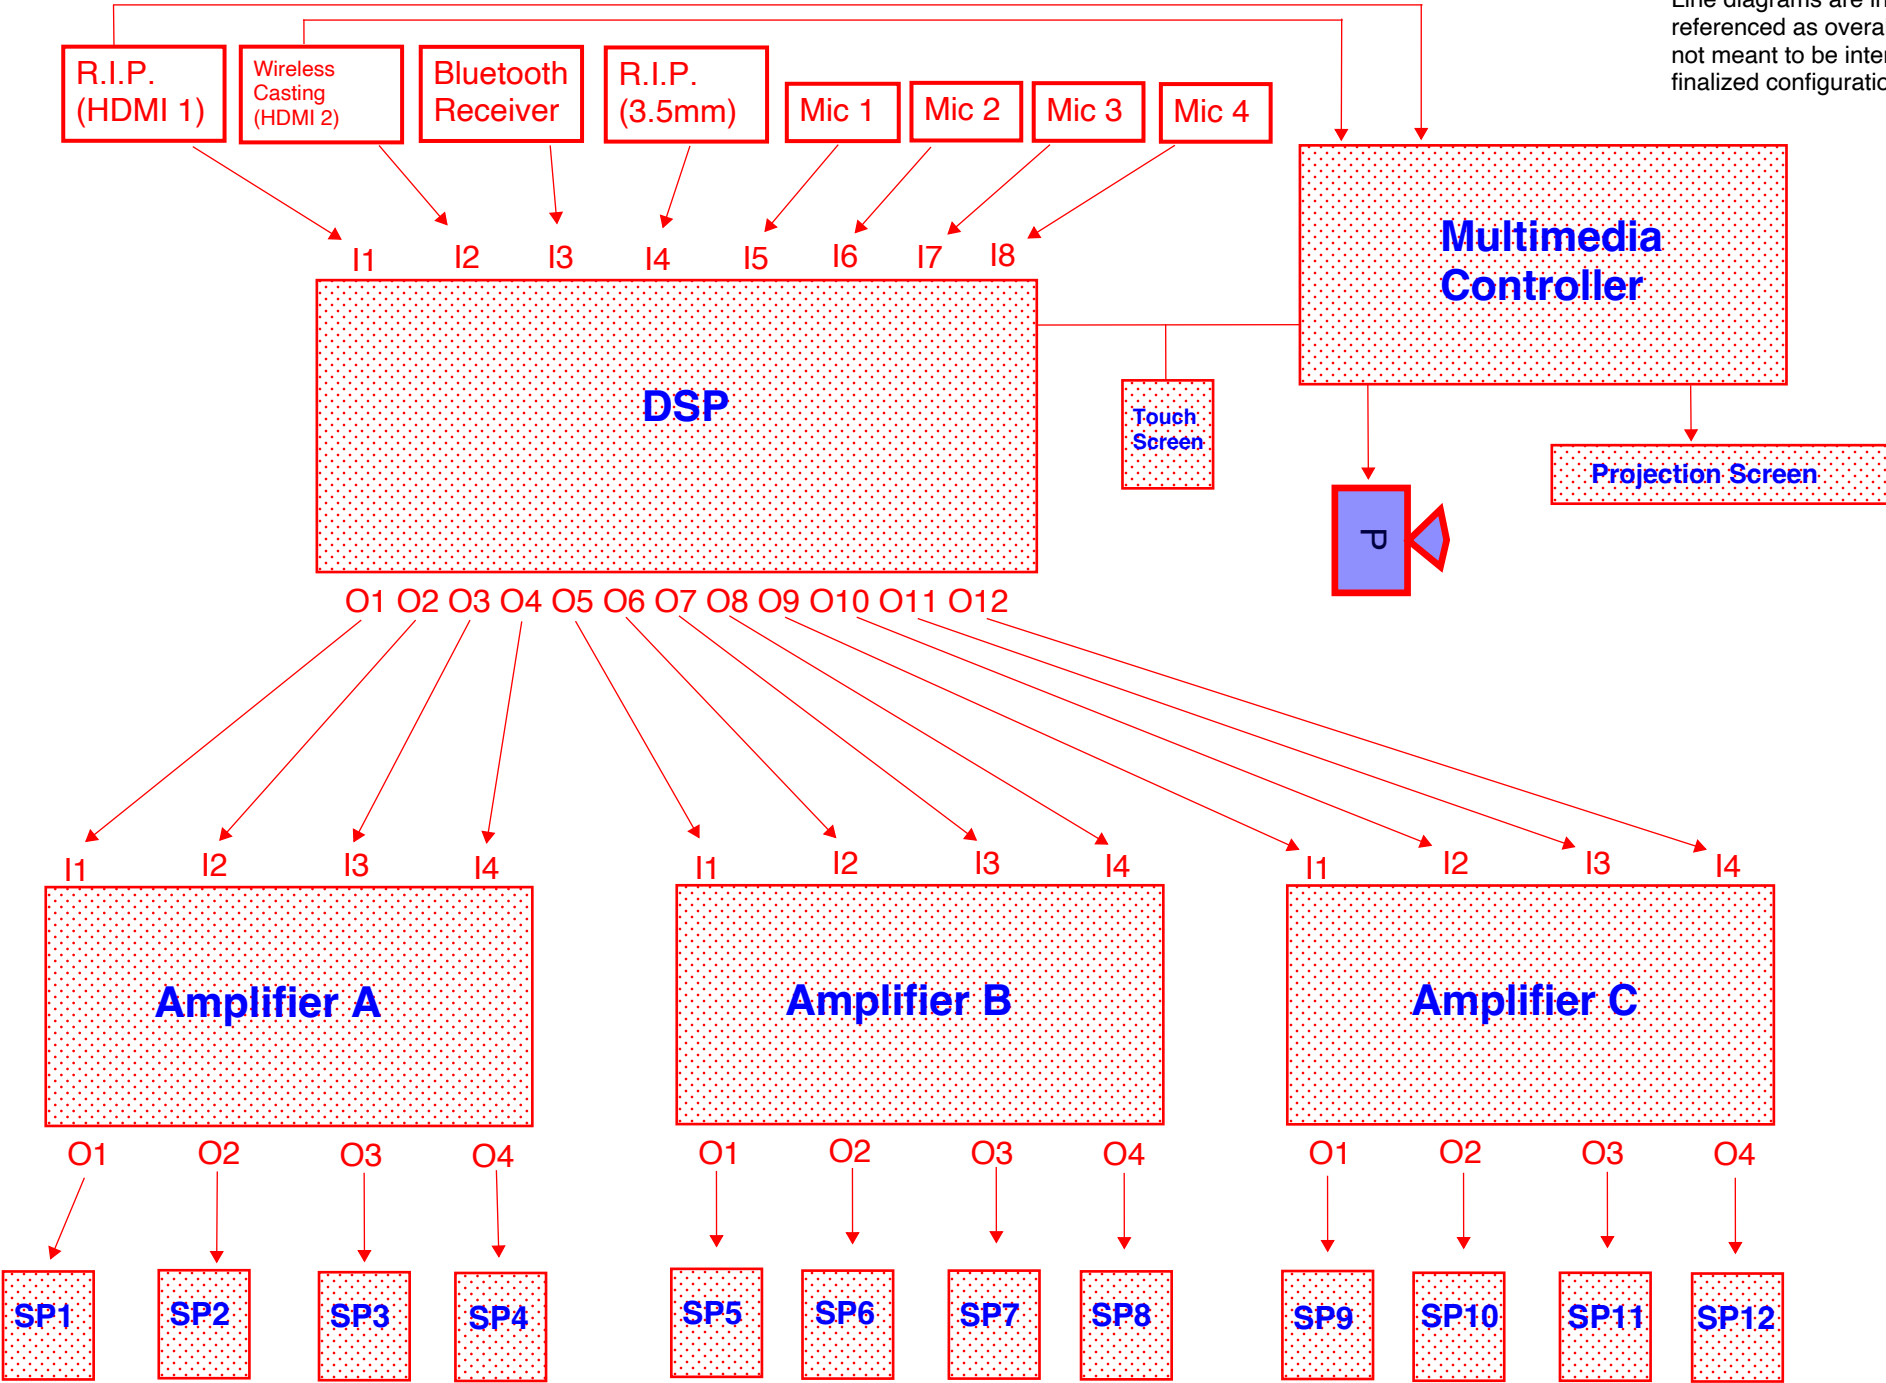 Line diagrams are
referenced as
not meant to be
finalized
R.I.P.
(HDMI 1)
Wireless
Casting
(HDMI 2)
Bluetooth
Receiver
R.I.P.
(3.5mm)
Mic 1
Mic 2
Mic 3
Mic 4
Multimedia
Controller
I1 I2 I3 I4 I5 I6 I7 I8
DSP
Touch
Screen
Projection Screen
P
O1 O2 O3 O4 O5 O6 O7 O8 O9 O10 O11 O12
I1 I2 I3 I4 I1 I2 I3 I4 I1 I2 I3 I4
Amplifier A
Amplifier B
Amplifier C
O1 O2 O3 O4 O1 O2 O3 O4 O1 O2 O3 O4
SP1 SP2 SP3 SP4 SP5 SP6 SP7 SP8 SP9 SP10 SP11 SP12